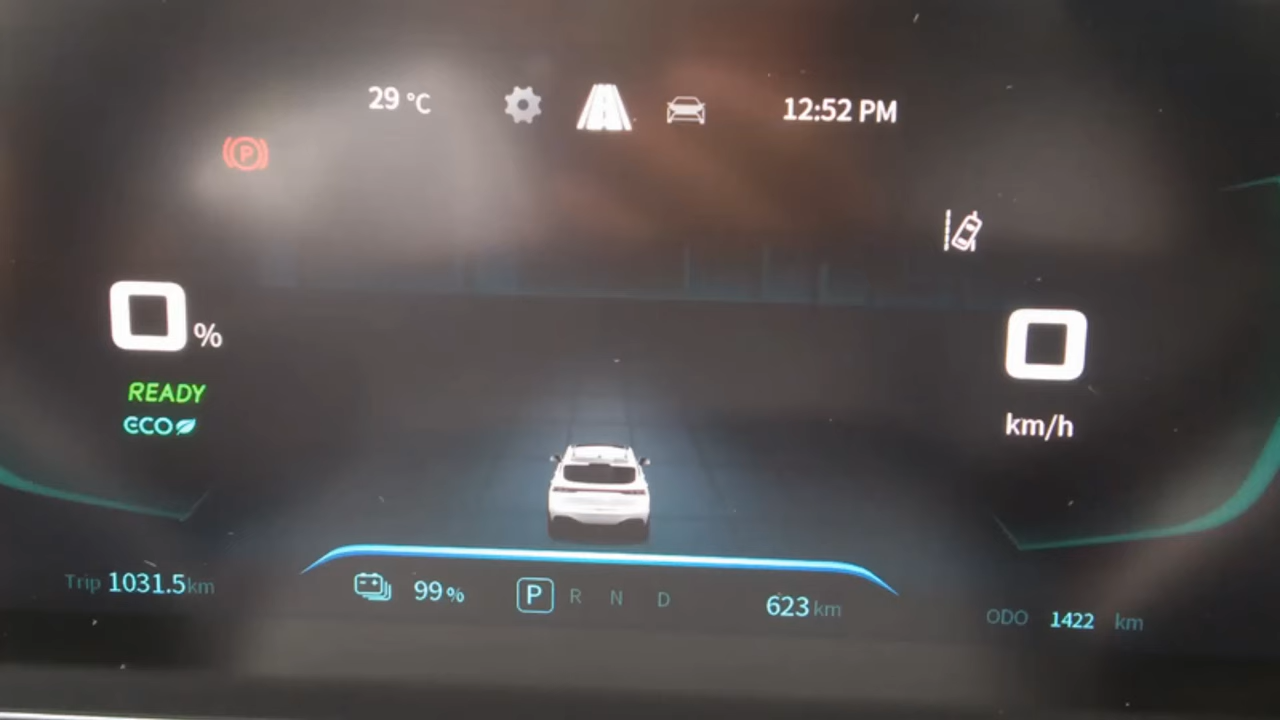 29 °C
12:52 PM
P
0 %
0
READY
ECO
km/h
Trip 1031.5 km
99 %
P R N D
623 km
ODO 1422 km